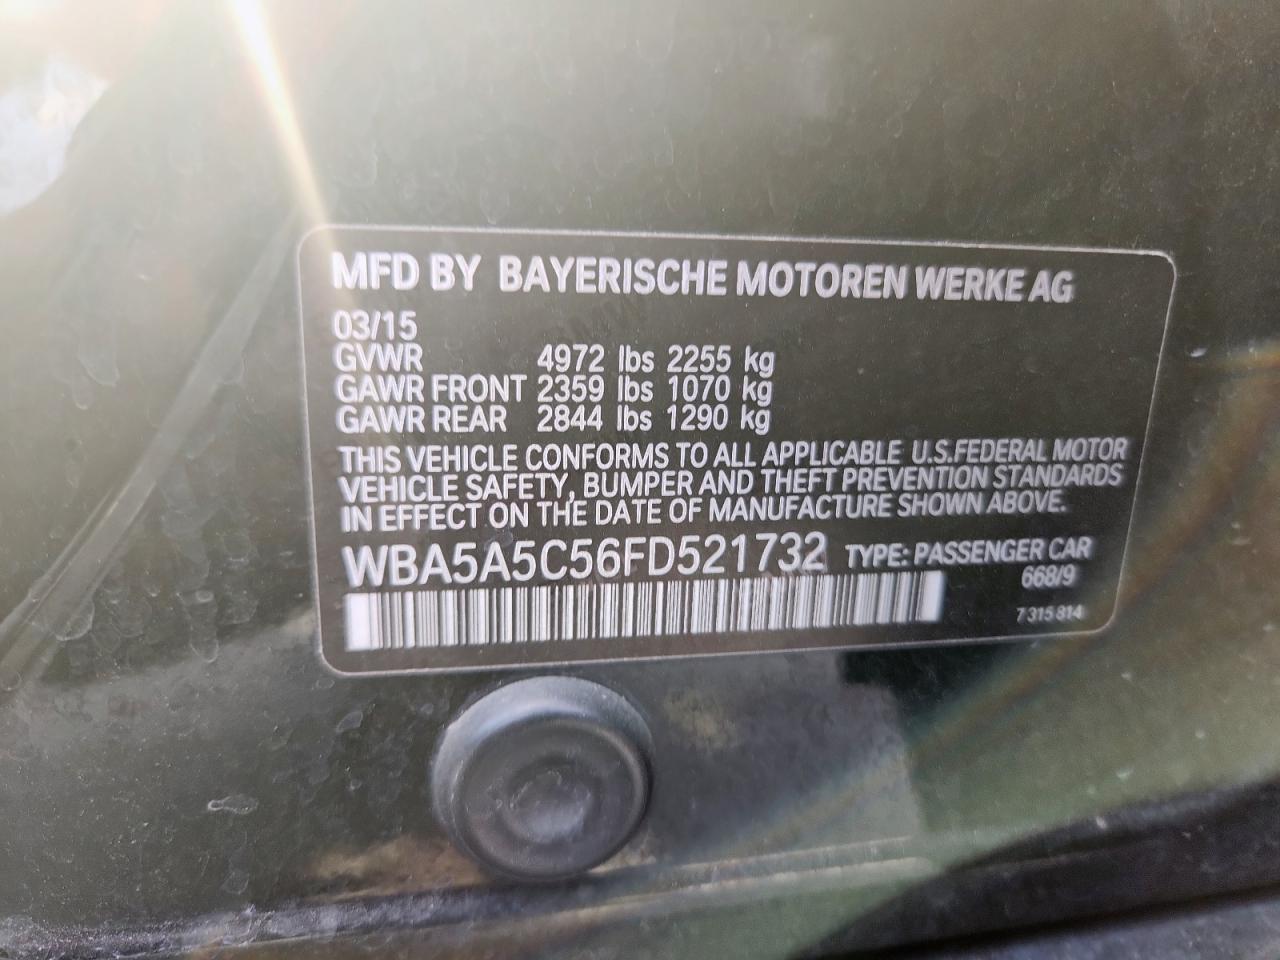 MFD BY BAYERISCHE MOTOREN WERKE AG
03/15
GVWR 4972 lbs 2255 kg
GAWR FRONT 2359 lbs 1070 kg
GAWR REAR 2844 lbs 1290 kg
THIS VEHICLE CONFORMS TO ALL APPLICABLE U.S.FEDERAL MOTOR
VEHICLE SAFETY, BUMPER AND THEFT PREVENTION STANDARDS
IN EFFECT ON THE DATE OF MANUFACTURE SHOWN ABOVE.
WBA5A5C56FD521732 TYPE: PASSENGER CAR
668/9
7 315 814